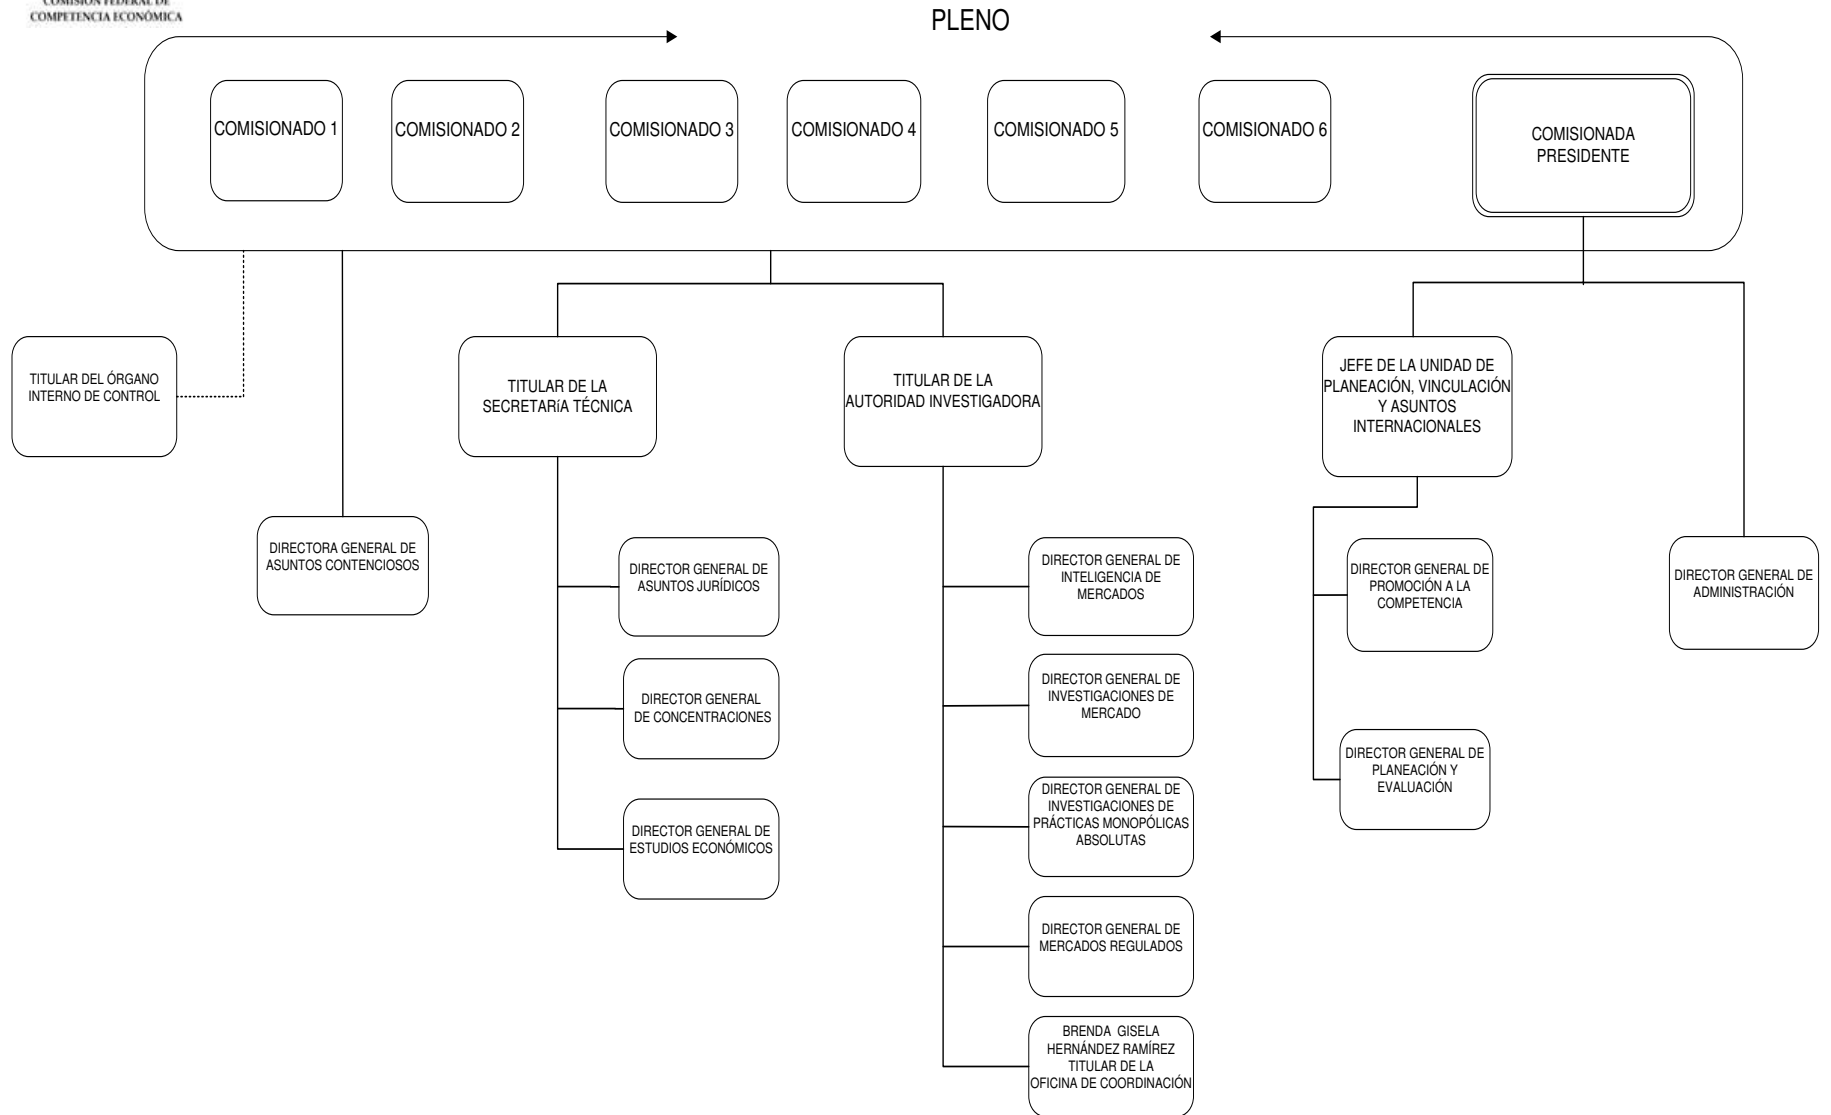 COMISIÓN FEDERAL DE
COMPETENCIA ECONÓMICA
PLENO
COMISIONADO 1
COMISIONADO 2
COMISIONADO 3
COMISIONADO 4
COMISIONADO 5
COMISIONADO 6
COMISIONADA
PRESIDENTE
TITULAR DEL ÓRGANO
INTERNO DE CONTROL
TITULAR DE LA
SECRETARíA TÉCNICA
TITULAR DE LA
AUTORIDAD INVESTIGADORA
JEFE DE LA UNIDAD DE
PLANEACIÓN, VINCULACIÓN
Y ASUNTOS
INTERNACIONALES
DIRECTORA GENERAL DE
ASUNTOS CONTENCIOSOS
DIRECTOR GENERAL DE
ASUNTOS JURÍDICOS
DIRECTOR GENERAL
DE CONCENTRACIONES
DIRECTOR GENERAL DE
ESTUDIOS ECONÓMICOS
DIRECTOR GENERAL DE
INTELIGENCIA DE
MERCADOS
DIRECTOR GENERAL DE
INVESTIGACIONES DE
MERCADO
DIRECTOR GENERAL DE
INVESTIGACIONES DE
PRÁCTICAS MONOPÓLICAS
ABSOLUTAS
DIRECTOR GENERAL DE
MERCADOS REGULADOS
BRENDA GISELA
HERNÁNDEZ RAMÍREZ
TITULAR DE LA
OFICINA DE COORDINACIÓN
DIRECTOR GENERAL DE
PROMOCIÓN A LA
COMPETENCIA
DIRECTOR GENERAL DE
PLANEACIÓN Y
EVALUACIÓN
DIRECTOR GENERAL DE
ADMINISTRACIÓN